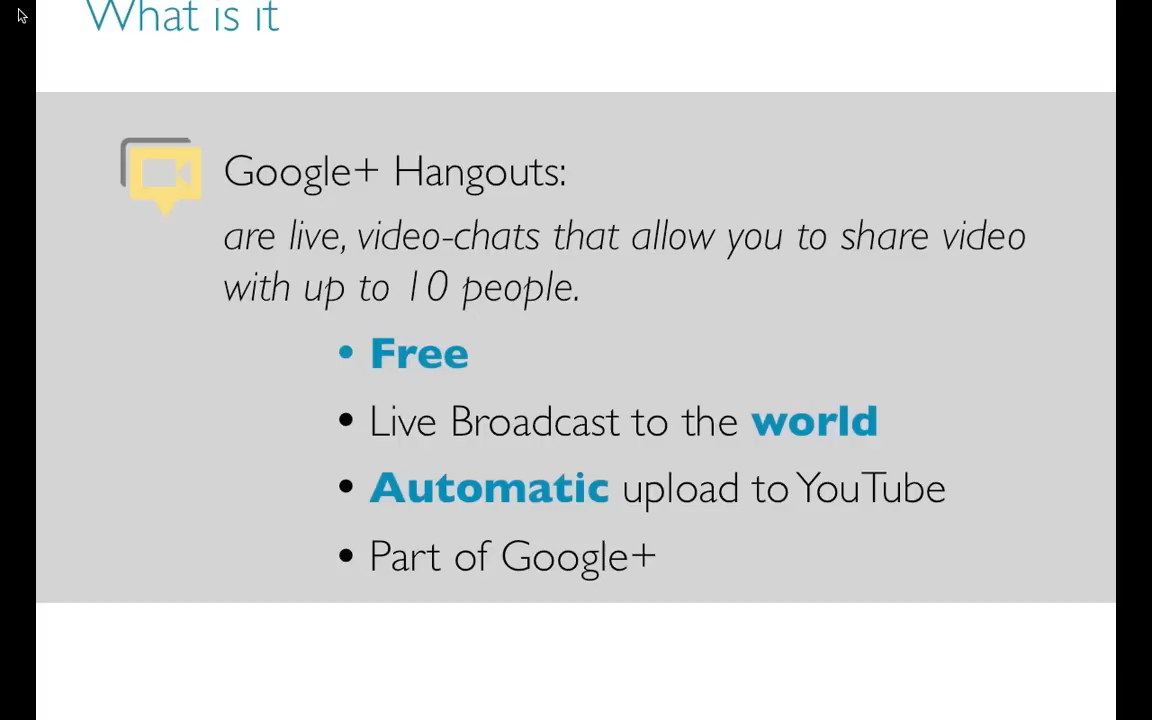 What is it
Google+ Hangouts:
are live, video-chats that allow you to share video
with up to 10 people.
• Free
• Live Broadcast to the world
• Automatic upload to YouTube
• Part of Google+